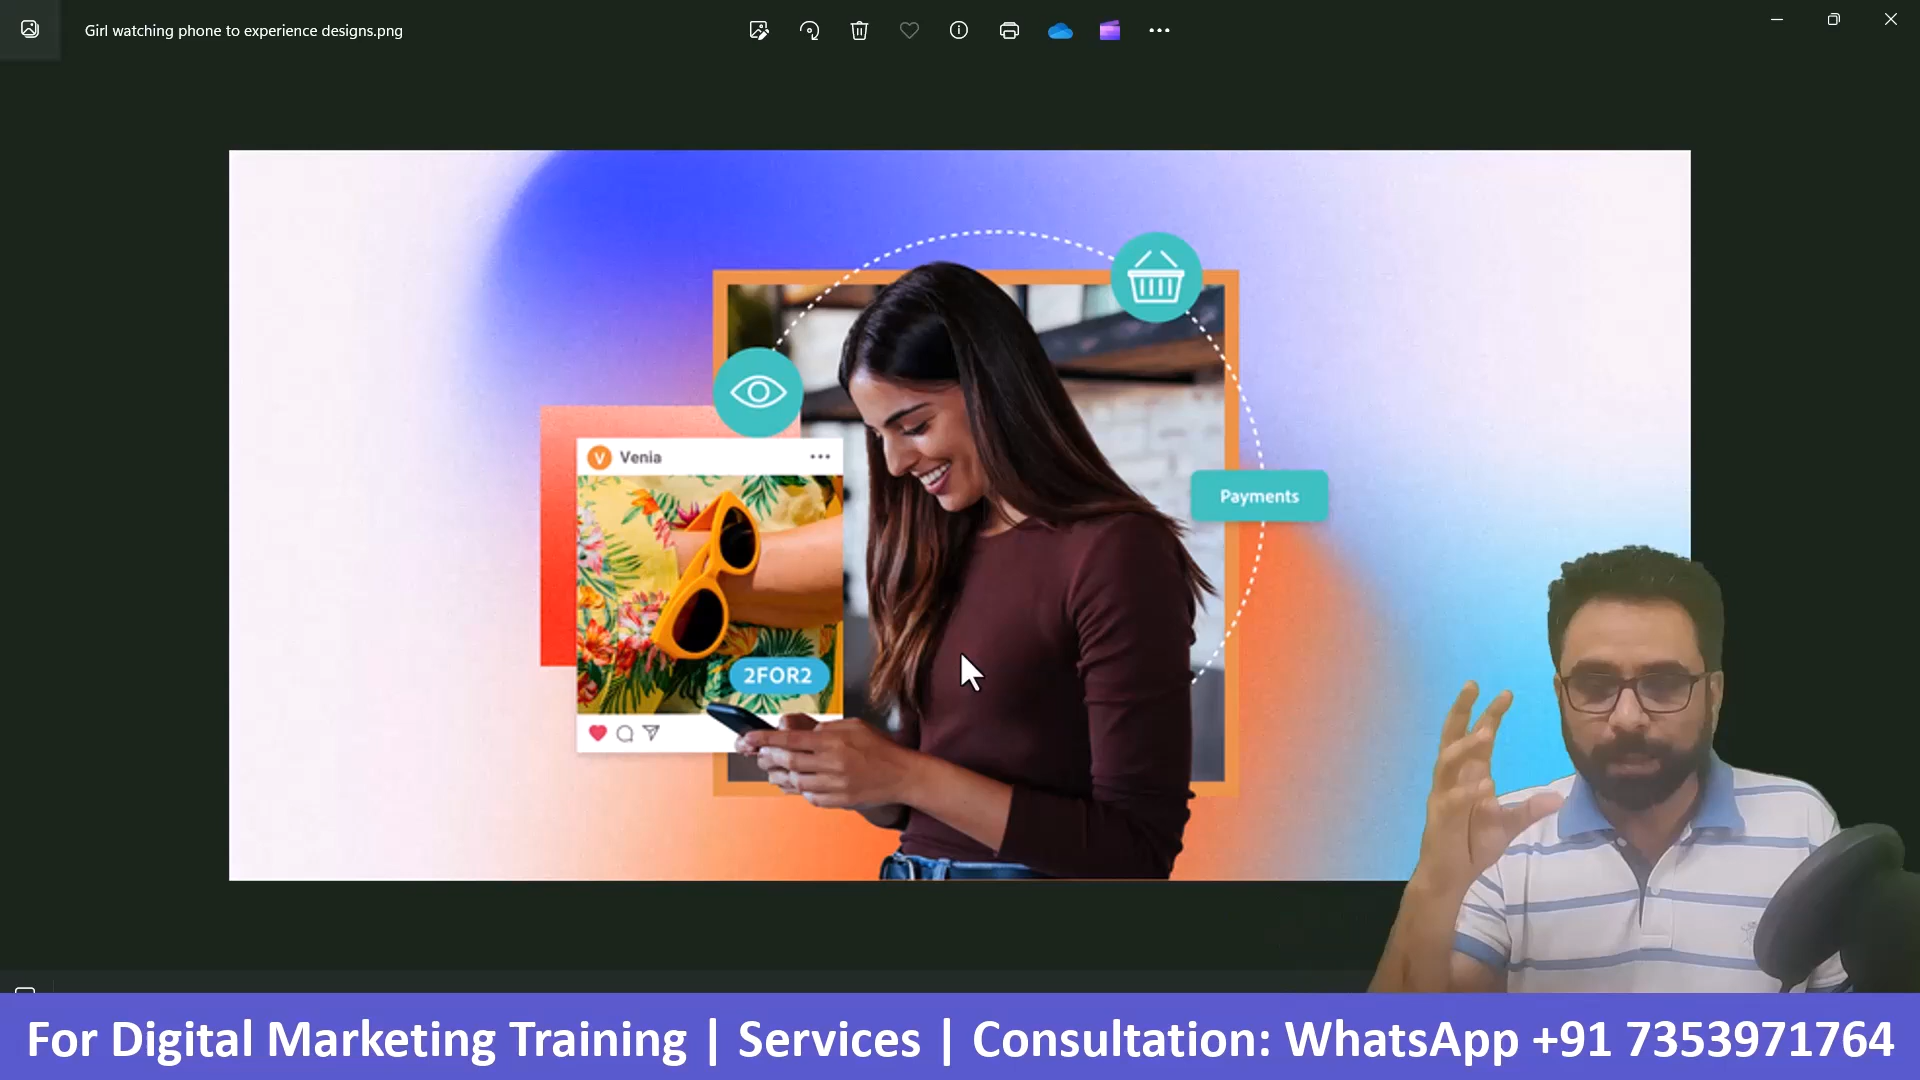 Girl watching phone to experience designs.png
V Venia
Payments
2FOR2
For Digital Marketing Training | Services | Consultation: WhatsApp +91 7353971764